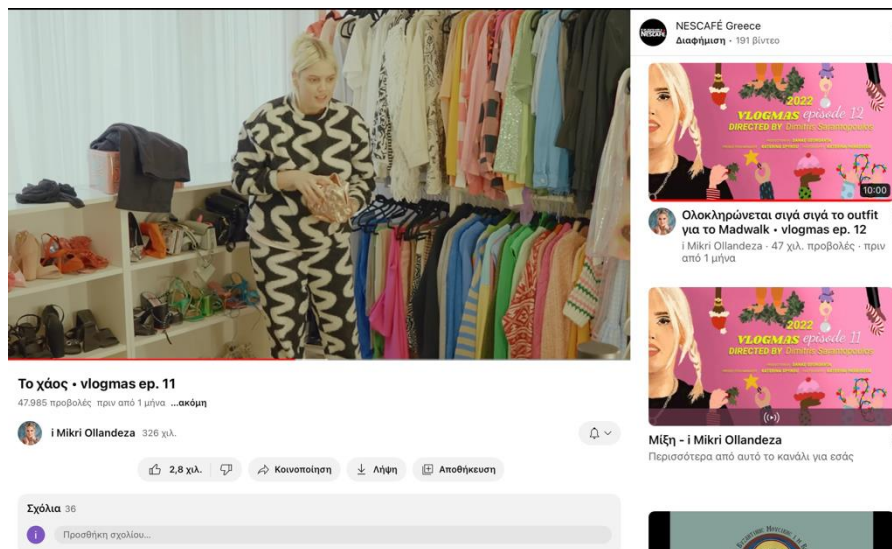 Το χάος • vlogmas ep. 11
47.985 προβολές πριν από 1 μήνα ...ακόμη
i Mikri Ollandeza 326 χιλ.
2,8 χιλ.
Κοινοποίηση
Λήψη
Αποθήκευση
Σχόλια 36
i
Προσθήκη σχολίου...
NESCAFÉ
NESCAFÉ Greece
Διαφήμιση • 191 βίντεο
2022
VLOGMAS episode 12
DIRECTED BY Dimitris Saramopoulos
10:00
Ολοκληρώνεται σιγά σιγά το outfit
για το Madwalk • vlogmas ep. 12
i Mikri Ollandeza · 47 χιλ. προβολές · πριν
από 1 μήνα
2022
VLOGMAS episode 11
DIRECTED BY Dimitris Saramopoulos
Μίξη - i Mikri Ollandeza
Περισσότερα από αυτό το κανάλι για εσάς